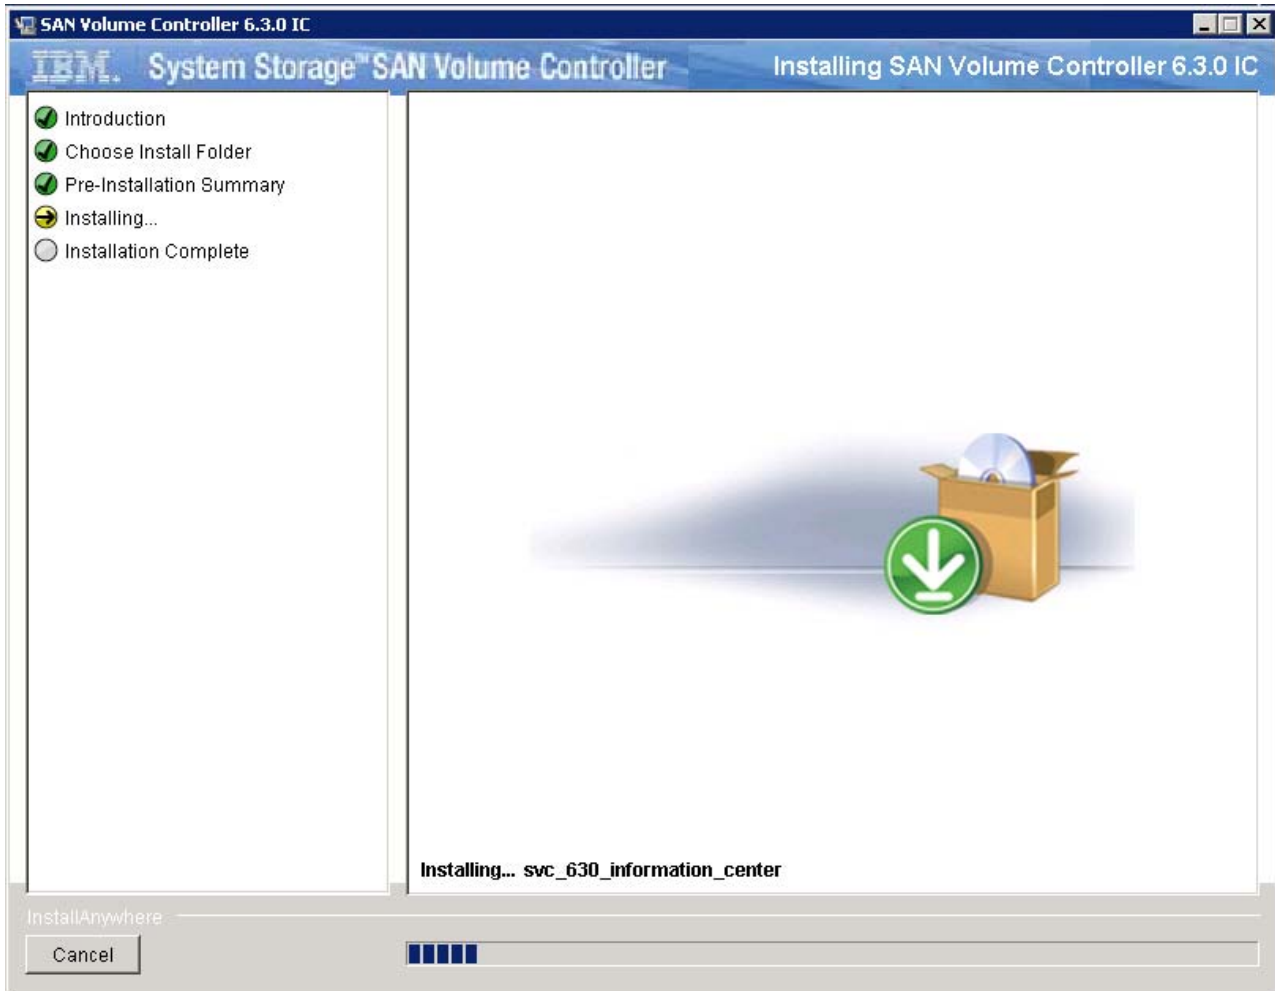 SAN Volume Controller 6.3.0 IC
IBM. System Storage™ SAN Volume Controller Installing SAN Volume Controller 6.3.0 IC
Introduction
Choose Install Folder
Pre-Installation Summary
Installing...
Installation Complete
Installing... svc_630_information_center
InstallAnywhere
Cancel